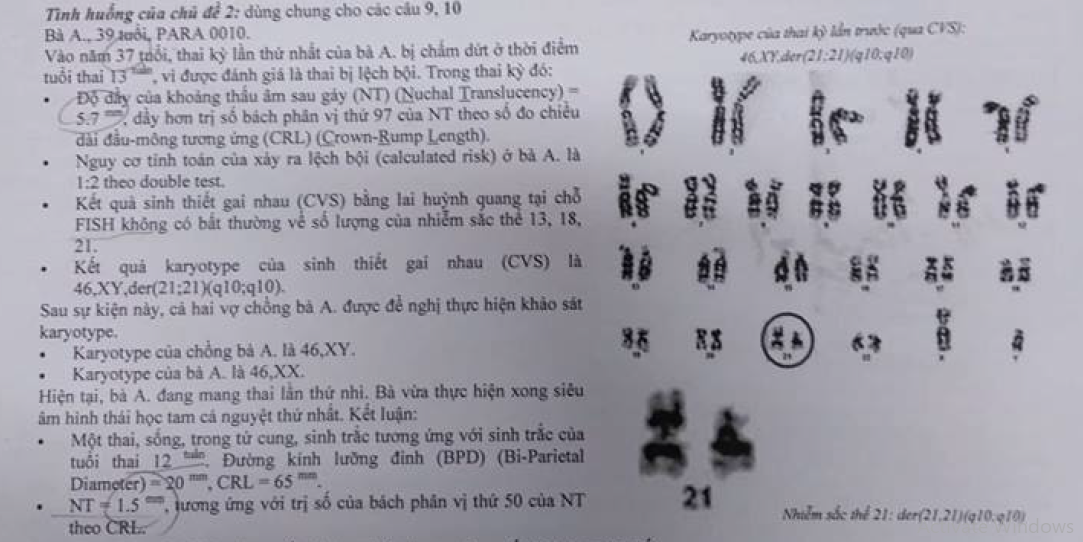 Tình huống của chủ đề 2: dùng chung cho các câu 9, 10
Bà A., 39 tuổi, PARA 0010.
Vào năm 37 tuổi, thai kỳ lần thứ nhất của bà A. bị chấm dứt ở thời điểm
tuổi thai 13 tuần, vì được đánh giá là thai bị lệch bội. Trong thai kỳ đó:
• Độ dầy của khoảng thấu âm sau gáy (NT) (Nuchal Translucency) =
5.7 mm, dầy hơn trị số bách phân vị thứ 97 của NT theo số đo chiều
dài đầu-mông tương ứng (CRL) (Crown-Rump Length).
• Nguy cơ tính toán của xảy ra lệch bội (calculated risk) ở bà A. là
1:2 theo double test.
• Kết quả sinh thiết gai nhau (CVS) bằng lai huỳnh quang tại chỗ
FISH không có bất thường về số lượng của nhiễm sắc thể 13, 18,
21.
• Kết quả karyotype của sinh thiết gai nhau (CVS) là
46,XY,der(21;21)(q10;q10).
Sau sự kiện này, cả hai vợ chồng bà A. được đề nghị thực hiện khảo sát
karyotype.
• Karyotype của chồng bà A. là 46,XY.
• Karyotype của bà A. là 46,XX.
Hiện tại, bà A. đang mang thai lần thứ nhì. Bà vừa thực hiện xong siêu
âm hình thái học tam cá nguyệt thứ nhất. Kết luận:
• Một thai, sống, trong tử cung, sinh trắc tương ứng với sinh trắc của
tuổi thai 12 tuần. Đường kính lưỡng đỉnh (BPD) (Bi-Parietal
Diameter) = 20 mm, CRL = 65 mm.
• NT = 1.5 mm, tương ứng với trị số của bách phân vị thứ 50 của NT
theo CRL.
Karyotype của thai kỳ lần trước (qua CVS):
46,XY,der(21;21)(q10;q10)
21
Nhiễm sắc thể 21: der(21,21)(q10;q10)